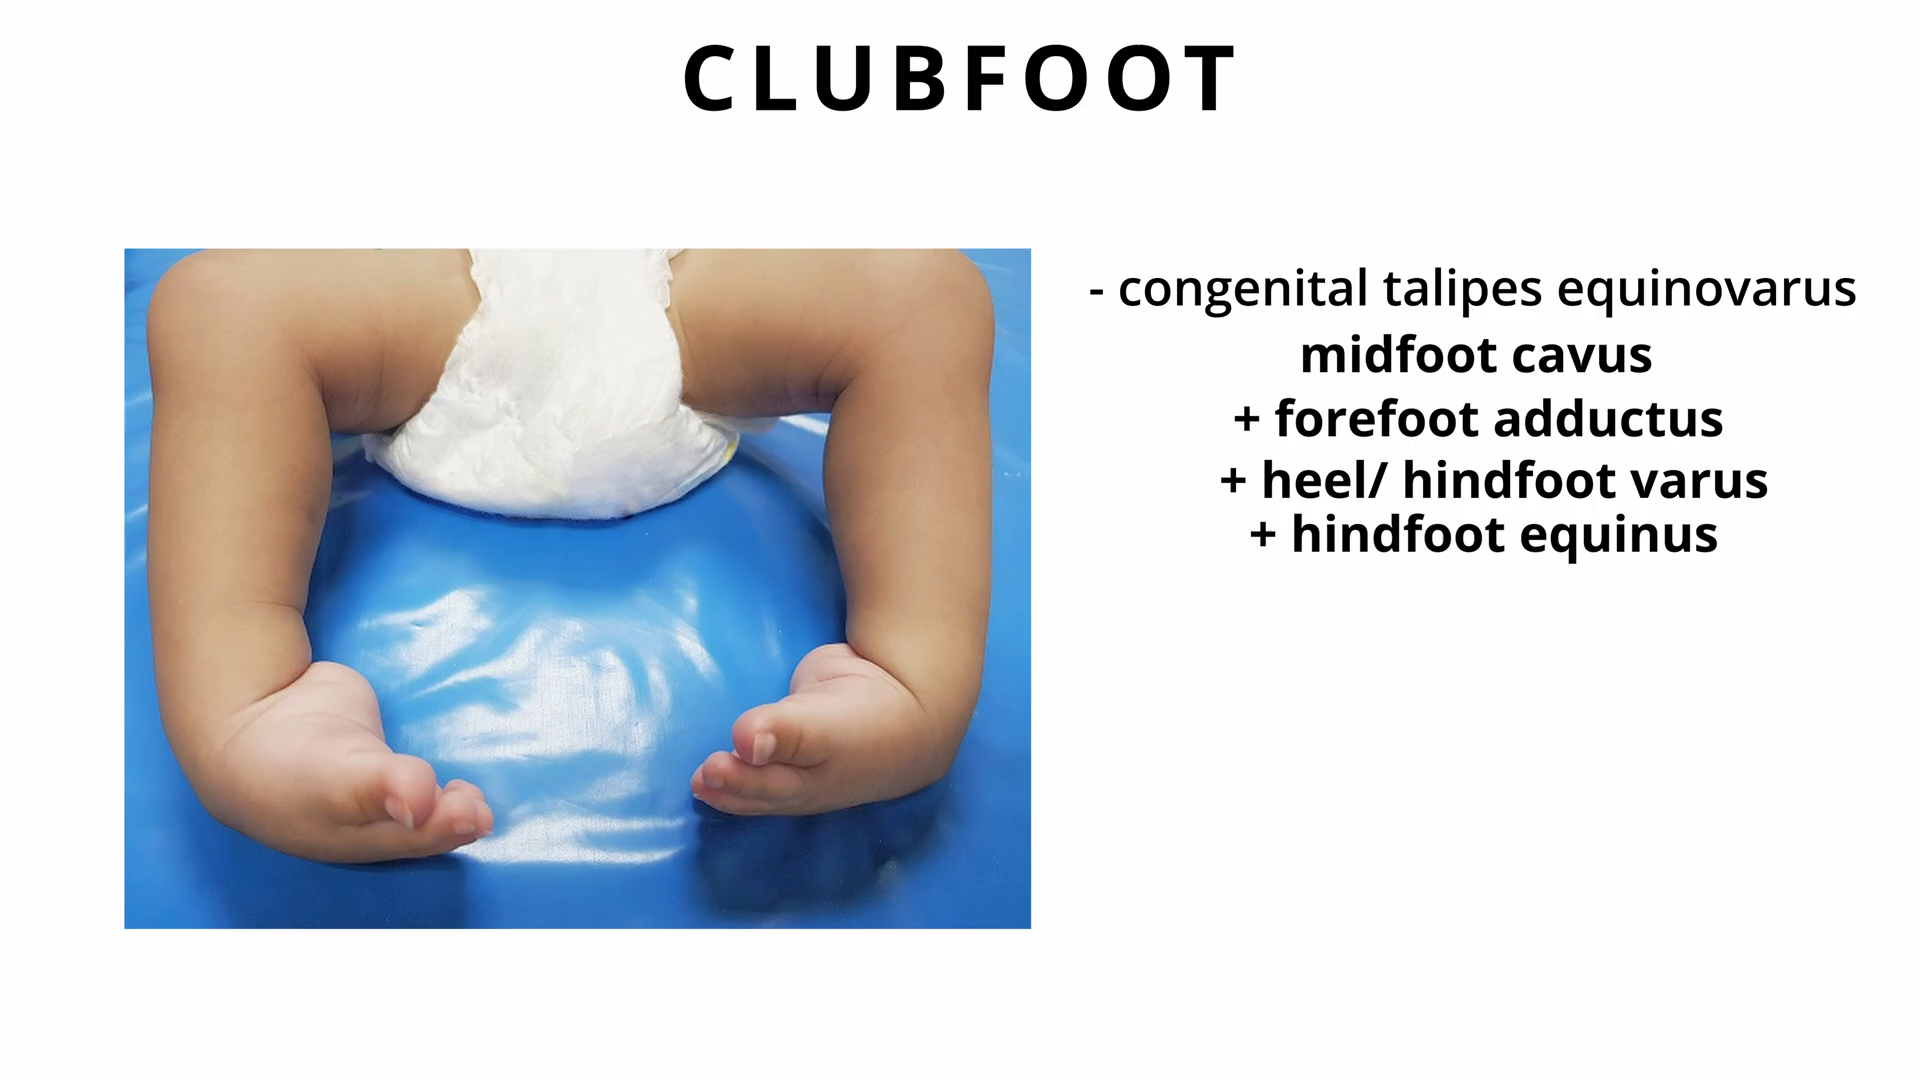 CLUBFOOT
- congenital talipes equinovarus
midfoot cavus
+ forefoot adductus
+ heel/ hindfoot varus
+ hindfoot equinus